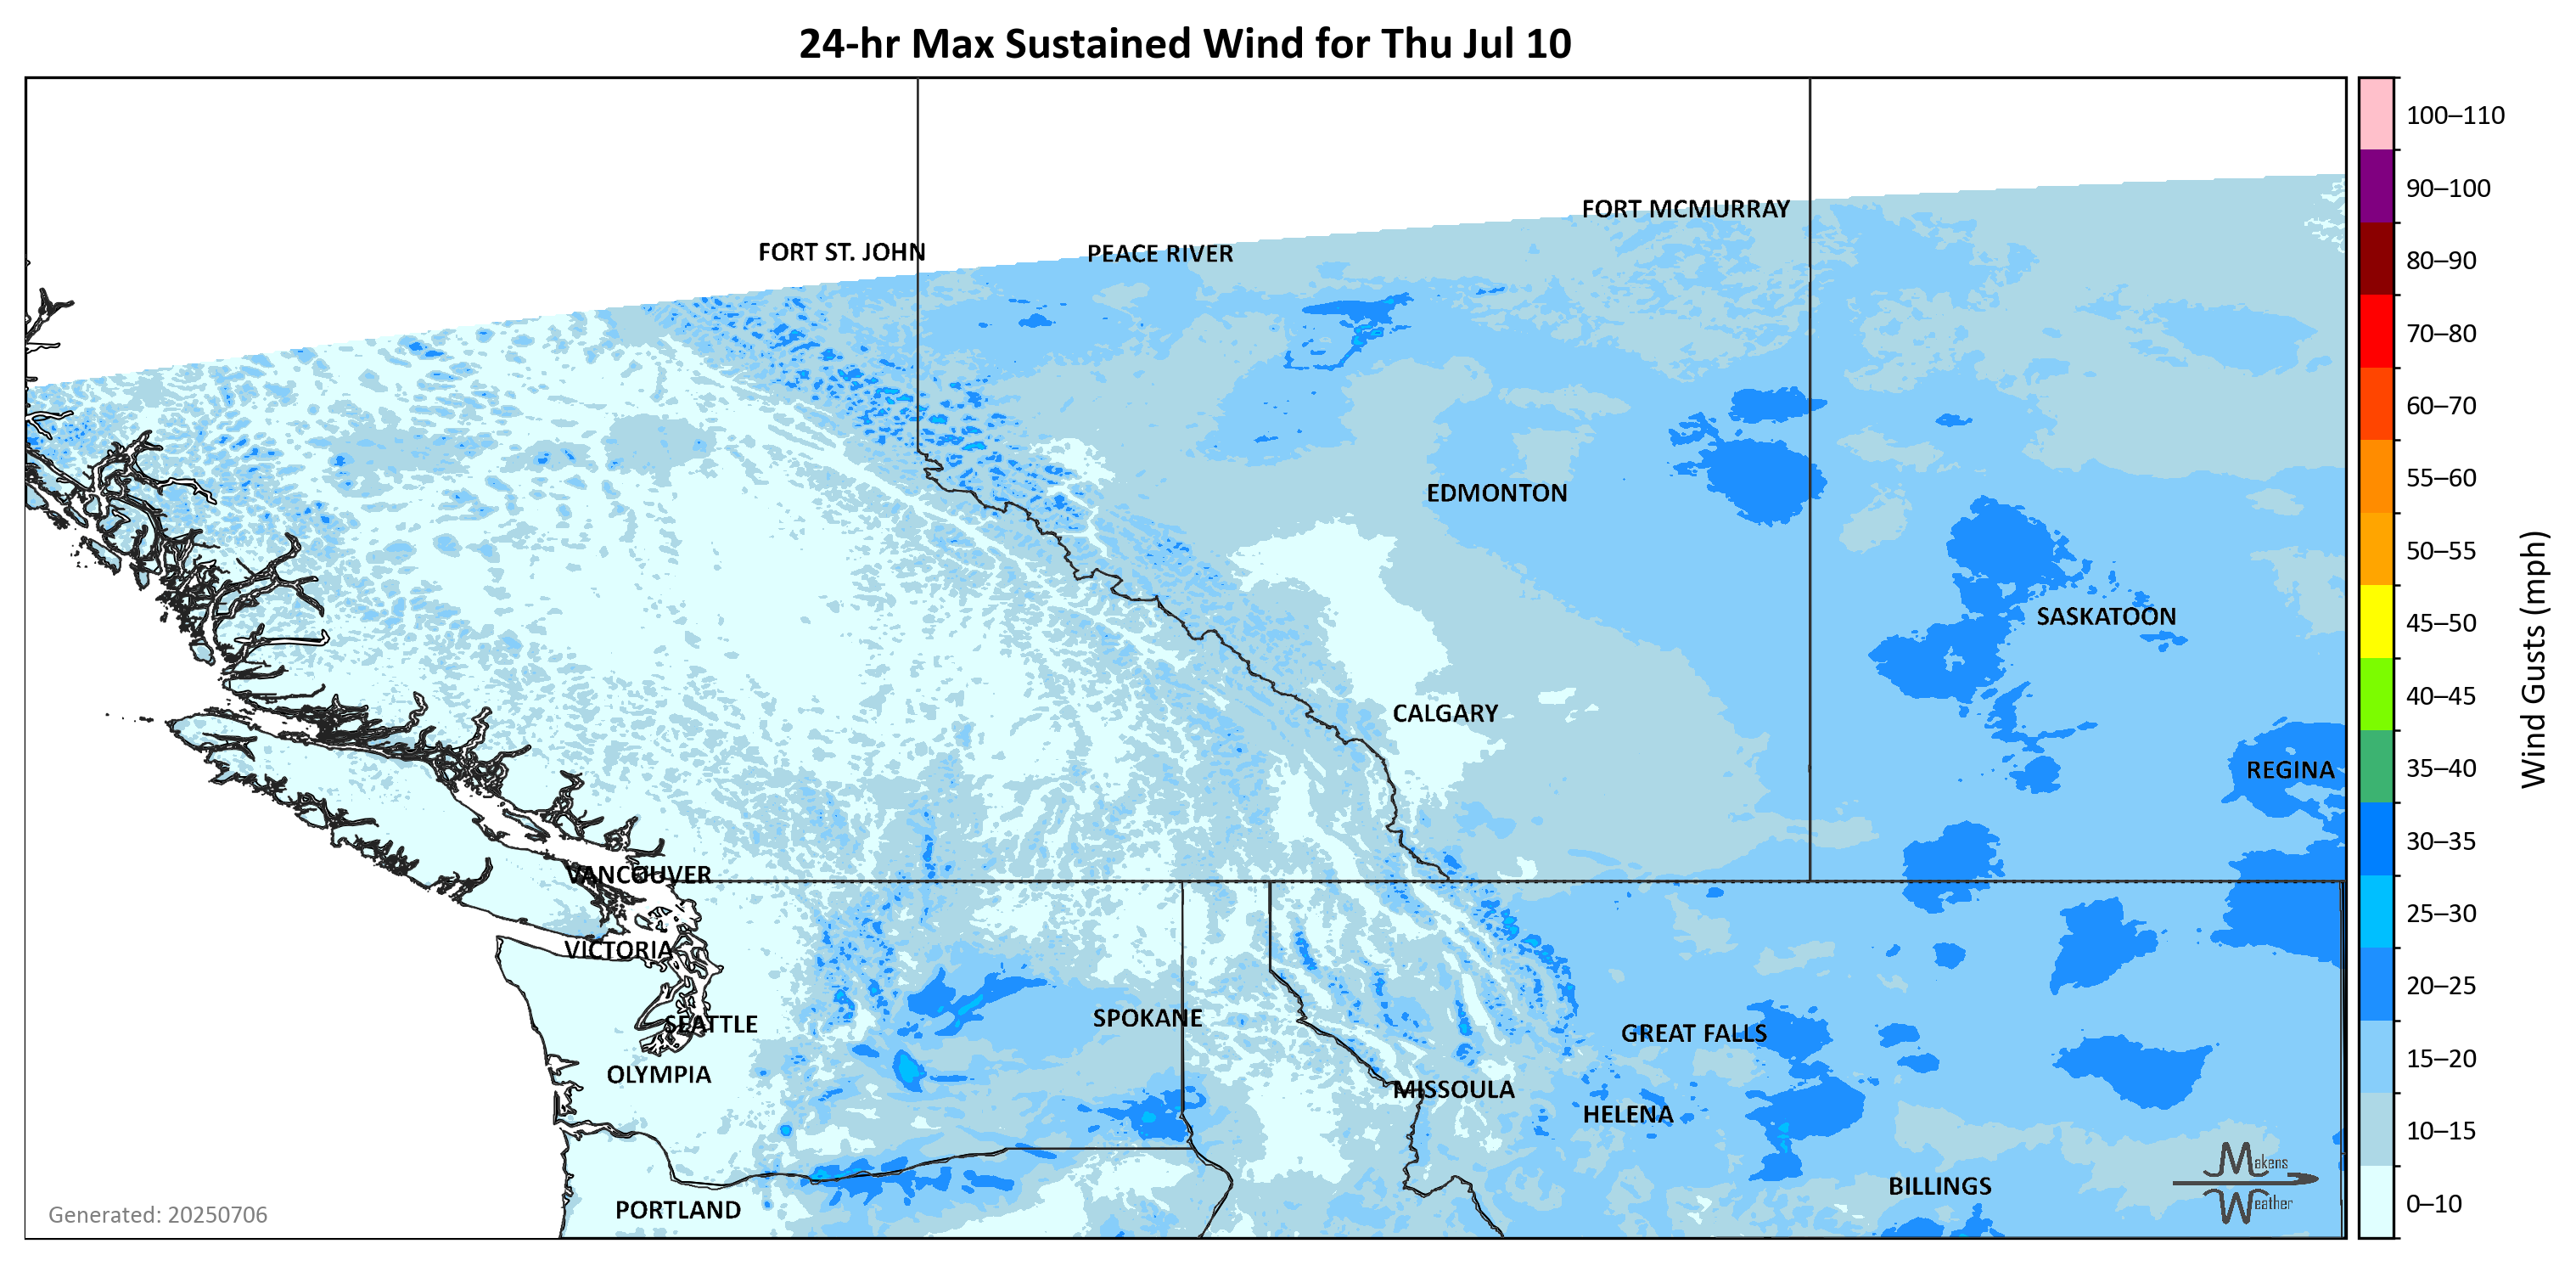 24-hr Max Sustained Wind for Thu Jul 10
100–110
90–100
80–90
70–80
60–70
55–60
50–55
45–50
40–45
35–40
30–35
25–30
20–25
15–20
10–15
0–10
Wind Gusts (mph)
FORT MCMURRAY
FORT ST. JOHN
PEACE RIVER
EDMONTON
SASKATOON
CALGARY
REGINA
VANCOUVER
VICTORIA
SEATTLE
SPOKANE
GREAT FALLS
OLYMPIA
MISSOULA
HELENA
BILLINGS
PORTLAND
Makens
Weather
Generated: 20250706